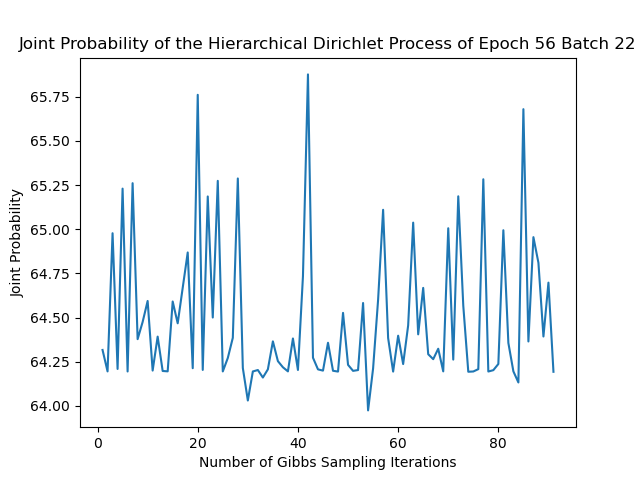 Joint Probability of the Hierarchical Dirichlet Process of Epoch 56 Batch 22
Joint Probability
65.75
65.50
65.25
65.00
64.75
64.50
64.25
64.00
0 20 40 60 80
Number of Gibbs Sampling Iterations